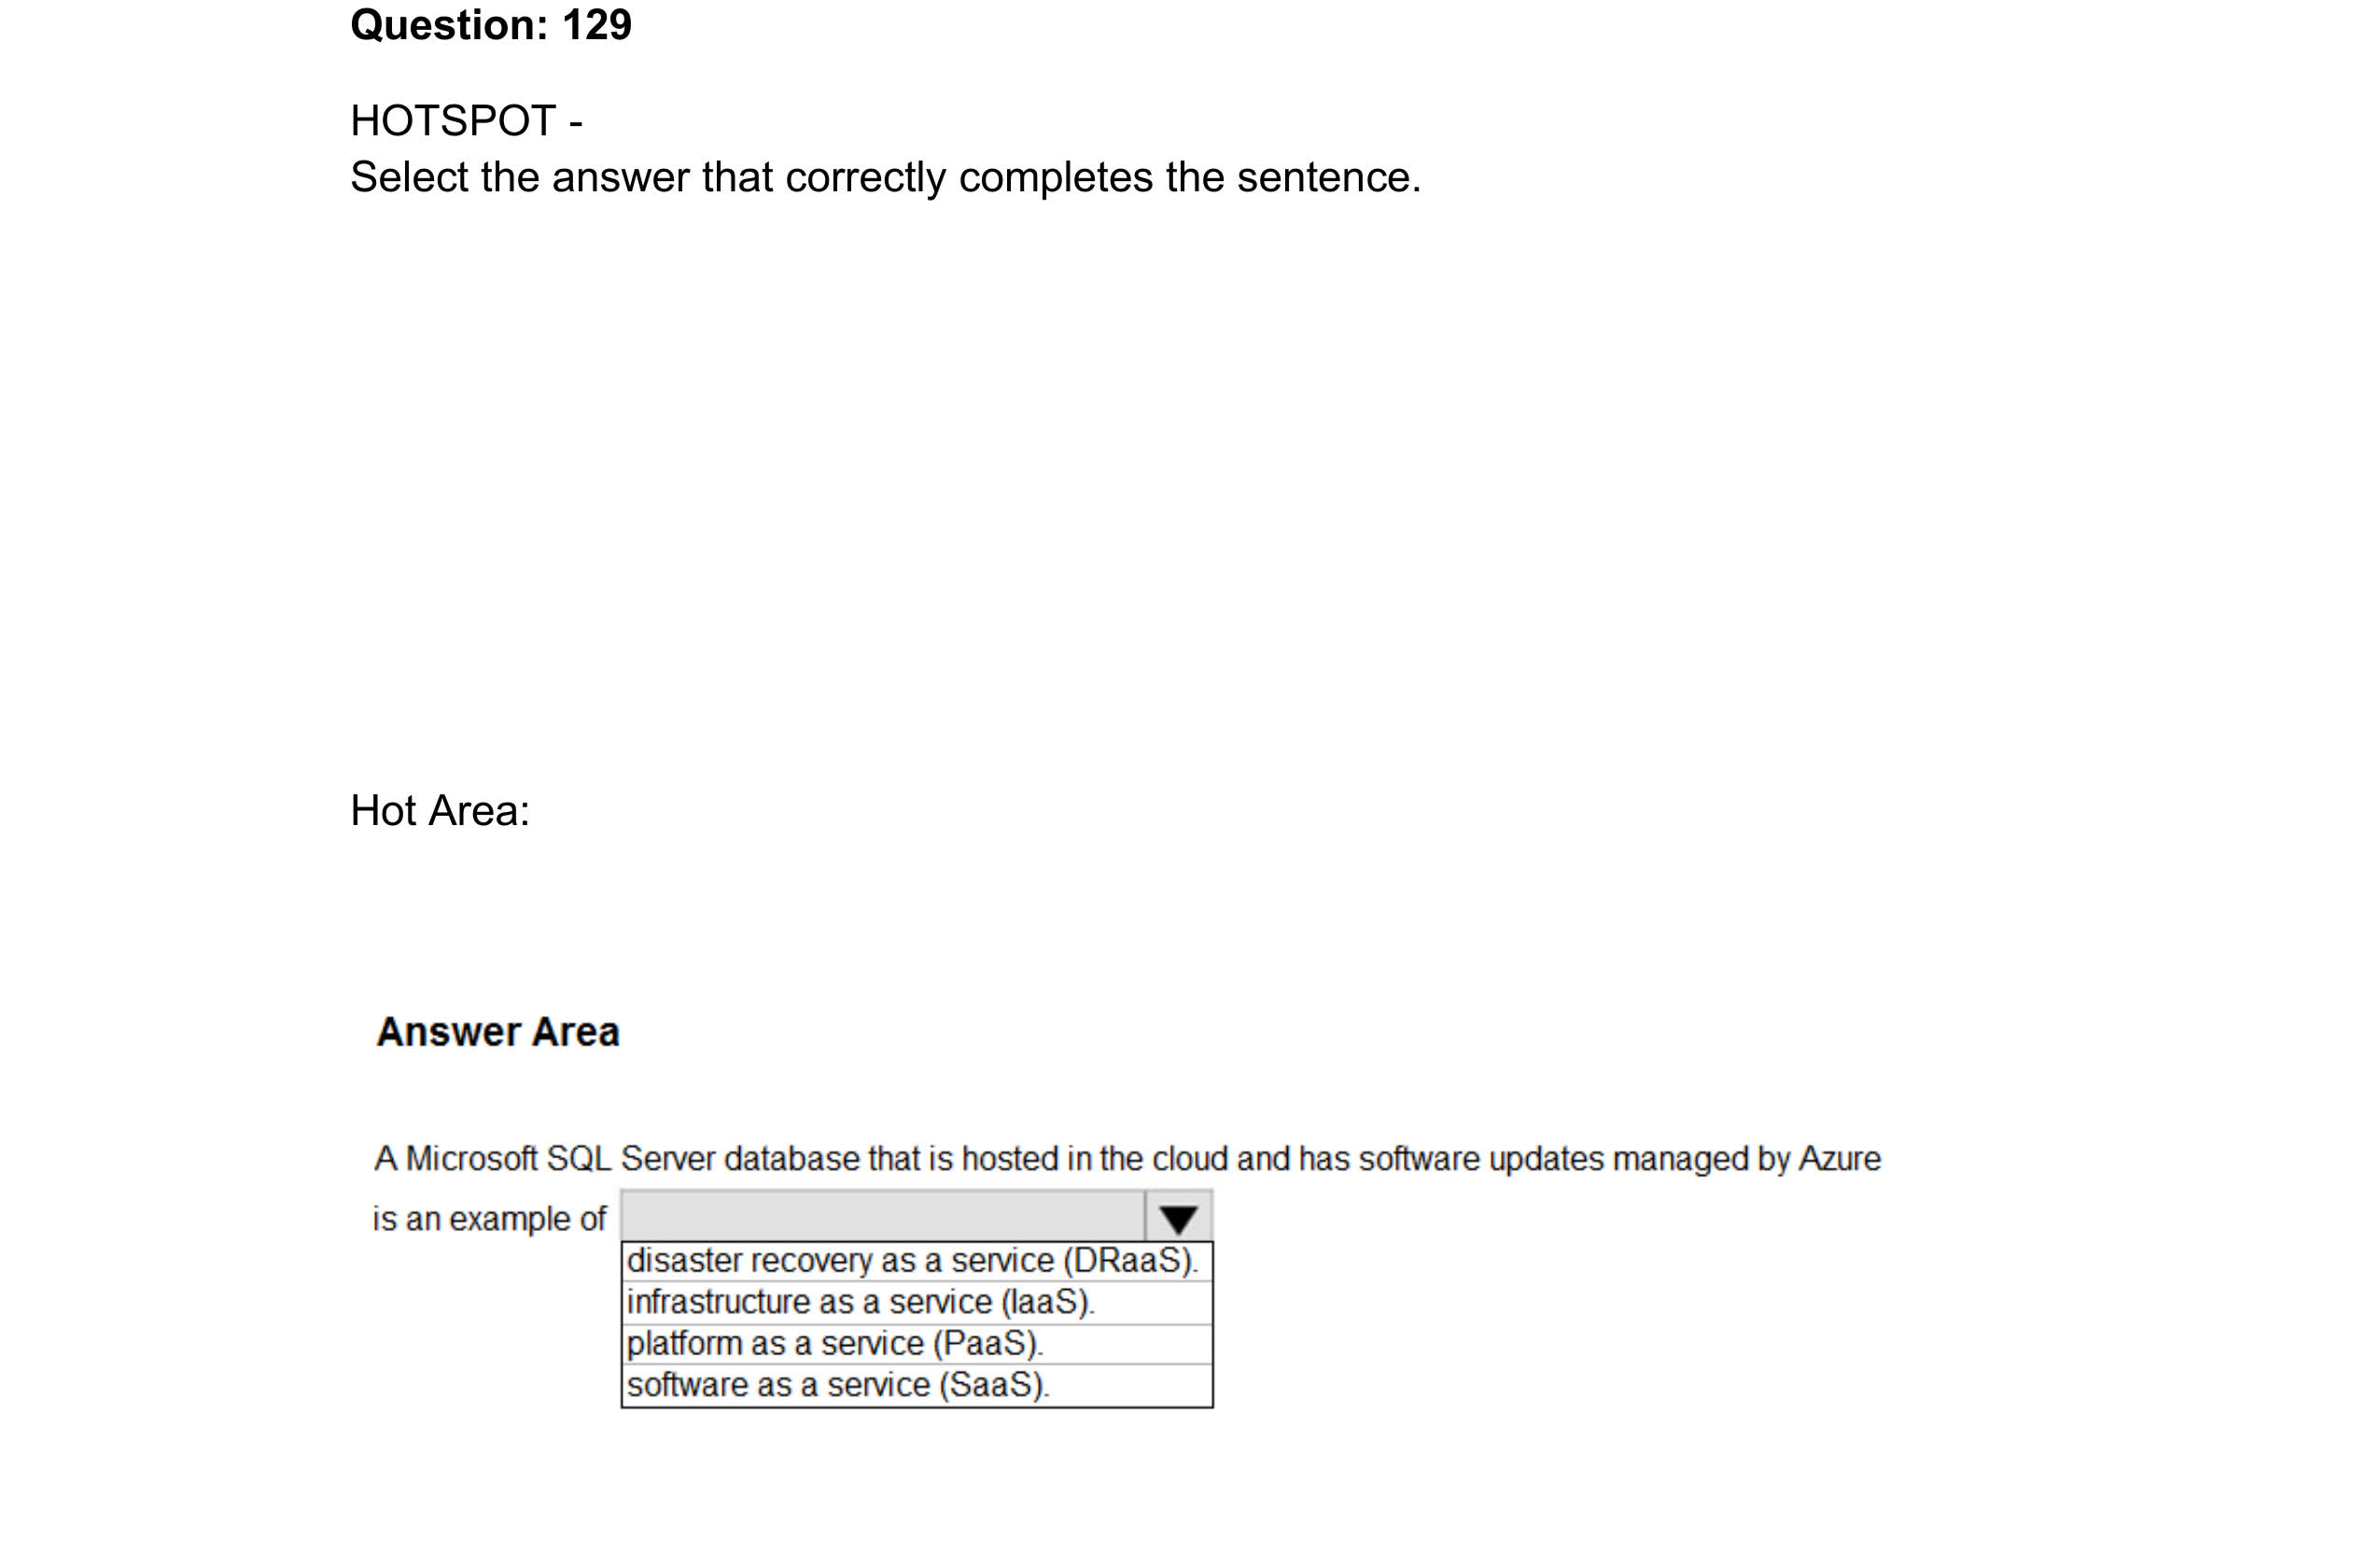 Question: 129
HOTSPOT -
Select the answer that correctly completes the sentence.
Hot Area:
Answer Area
A Microsoft SQL Server database that is hosted in the cloud and has software updates managed by Azure
is an example of
disaster recovery as a service (DRaaS).
infrastructure as a service (IaaS).
platform as a service (PaaS).
software as a service (SaaS).